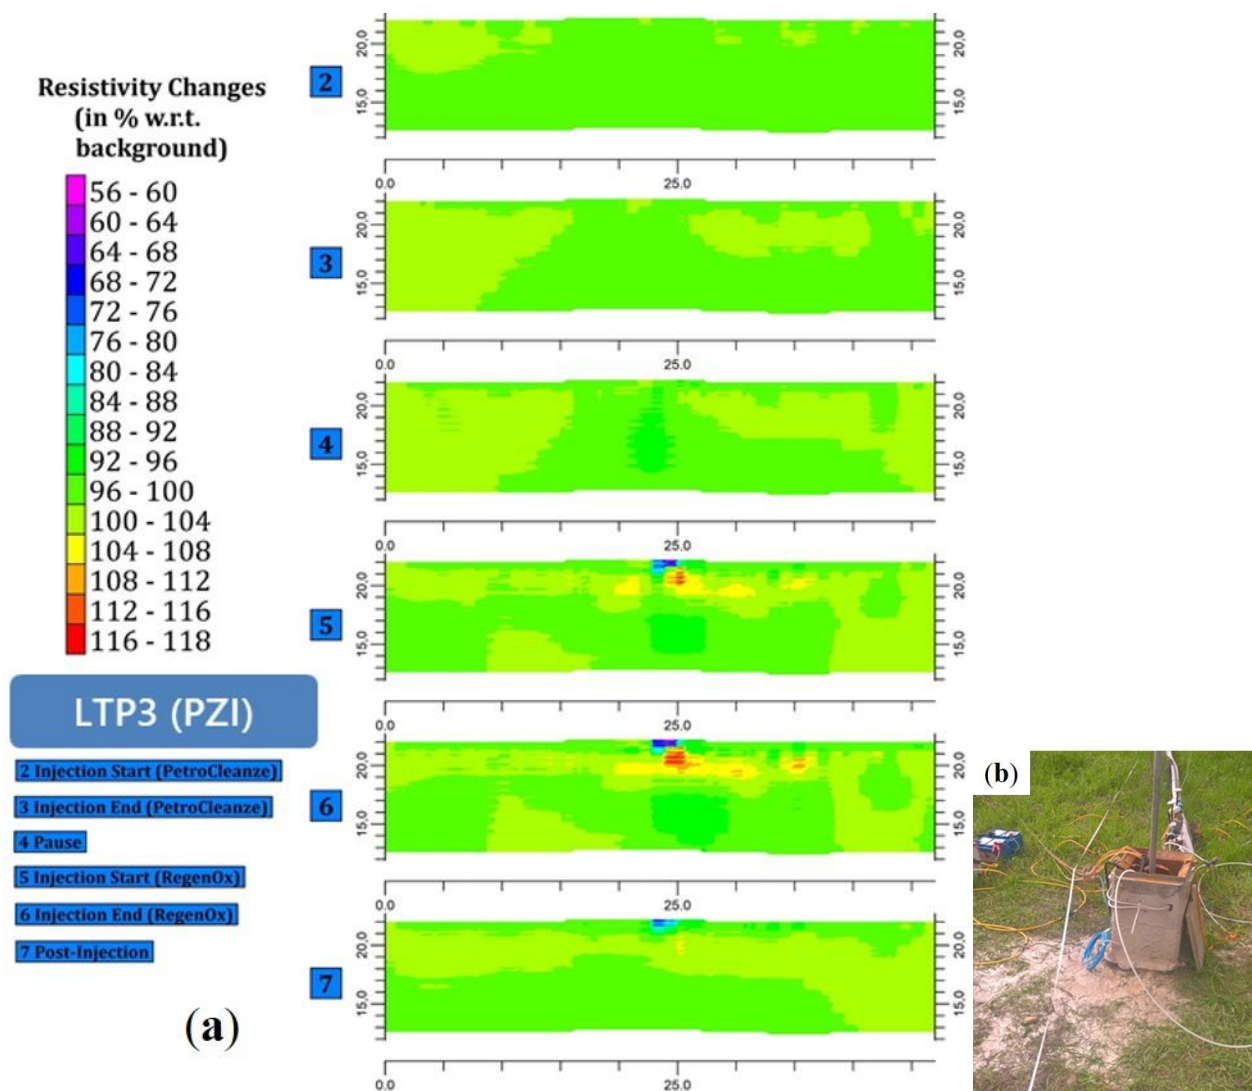 Resistivity Changes
(in % w.r.t.
background)
56 - 60
60 - 64
64 - 68
68 - 72
72 - 76
76 - 80
80 - 84
84 - 88
88 - 92
92 - 96
96 - 100
100 - 104
104 - 108
108 - 112
112 - 116
116 - 118
LTP3 (PZI)
2 Injection Start (PetroCleanze)
3 Injection End (PetroCleanze)
4 Pause
5 Injection Start (RegenOx)
6 Injection End (RegenOx)
7 Post-Injection
(a)
2
20,0
15,0
20,0
15,0
0.0
25.0
3
20,0
15,0
20,0
15,0
0.0
25.0
4
20,0
15,0
20,0
15,0
0.0
25.0
5
20,0
15,0
20,0
15,0
0.0
25.0
6
20,0
15,0
20,0
15,0
0.0
25.0
7
20,0
15,0
20,0
15,0
0.0
25.0
(b)